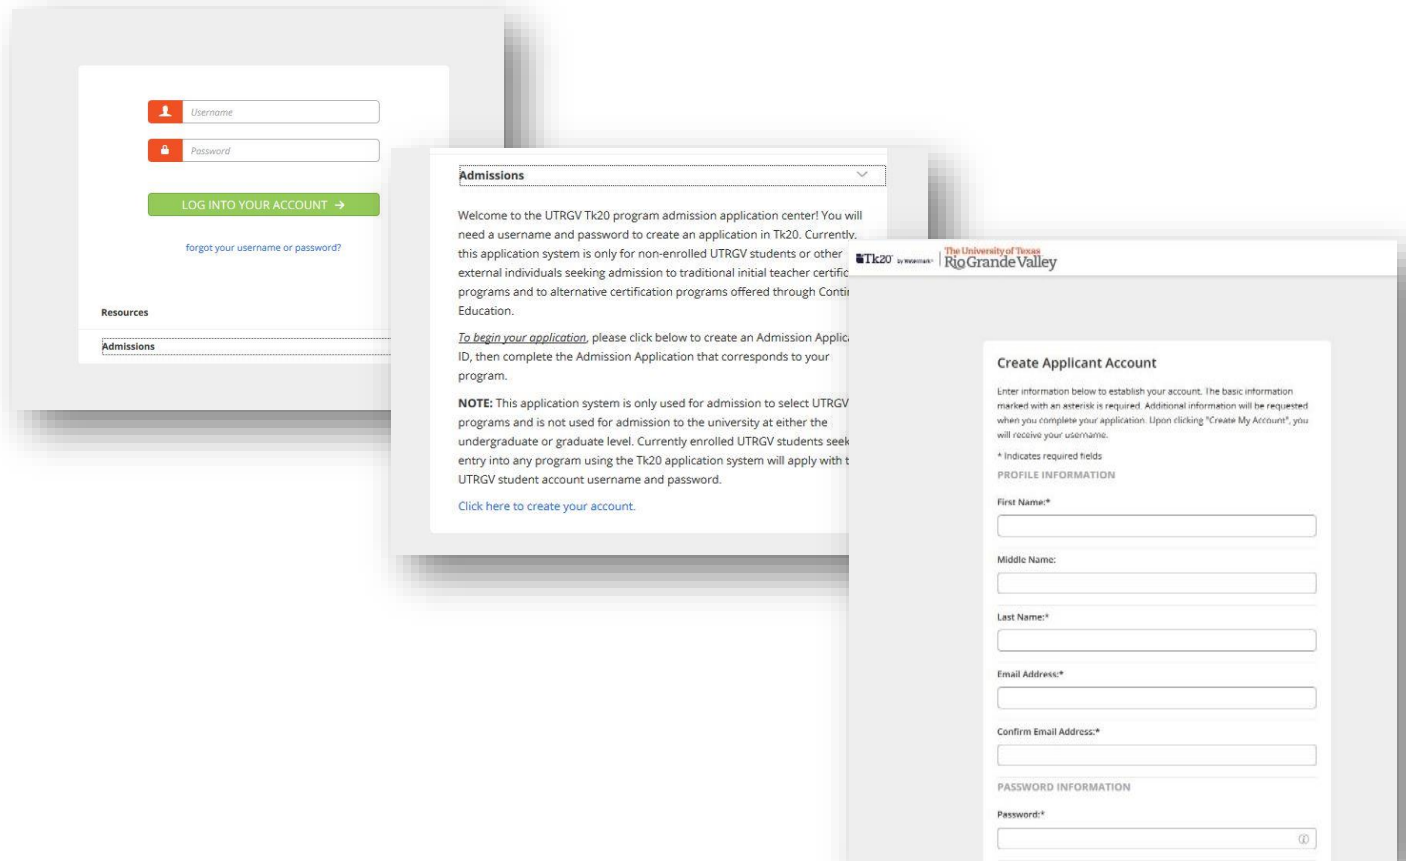 Username
Password
LOG INTO YOUR ACCOUNT →
forgot your username or password?
Resources
Admissions
Admissions
Welcome to the UTRGV Tk20 program admission application center! You will
need a username and password to create an application in Tk20. Currently,
this application system is only for non-enrolled UTRGV students or other
external individuals seeking admission to traditional initial teacher certific
programs and to alternative certification programs offered through Contin
Education.
To begin your application, please click below to create an Admission Applica
ID, then complete the Admission Application that corresponds to your
program.
NOTE: This application system is only used for admission to select UTRGV
programs and is not used for admission to the university at either the
undergraduate or graduate level. Currently enrolled UTRGV students seek
entry into any program using the Tk20 application system will apply with t
UTRGV student account username and password.
Click here to create your account.
Tk20 by Watermark
The University of Texas
Rio Grande Valley
Create Applicant Account
Enter information below to establish your account. The basic information
marked with an asterisk is required. Additional information will be requested
when you complete your application. Upon clicking "Create My Account", you
will receive your username.
* Indicates required fields
PROFILE INFORMATION
First Name:*
Middle Name:
Last Name:*
Email Address:*
Confirm Email Address:*
PASSWORD INFORMATION
Password:*